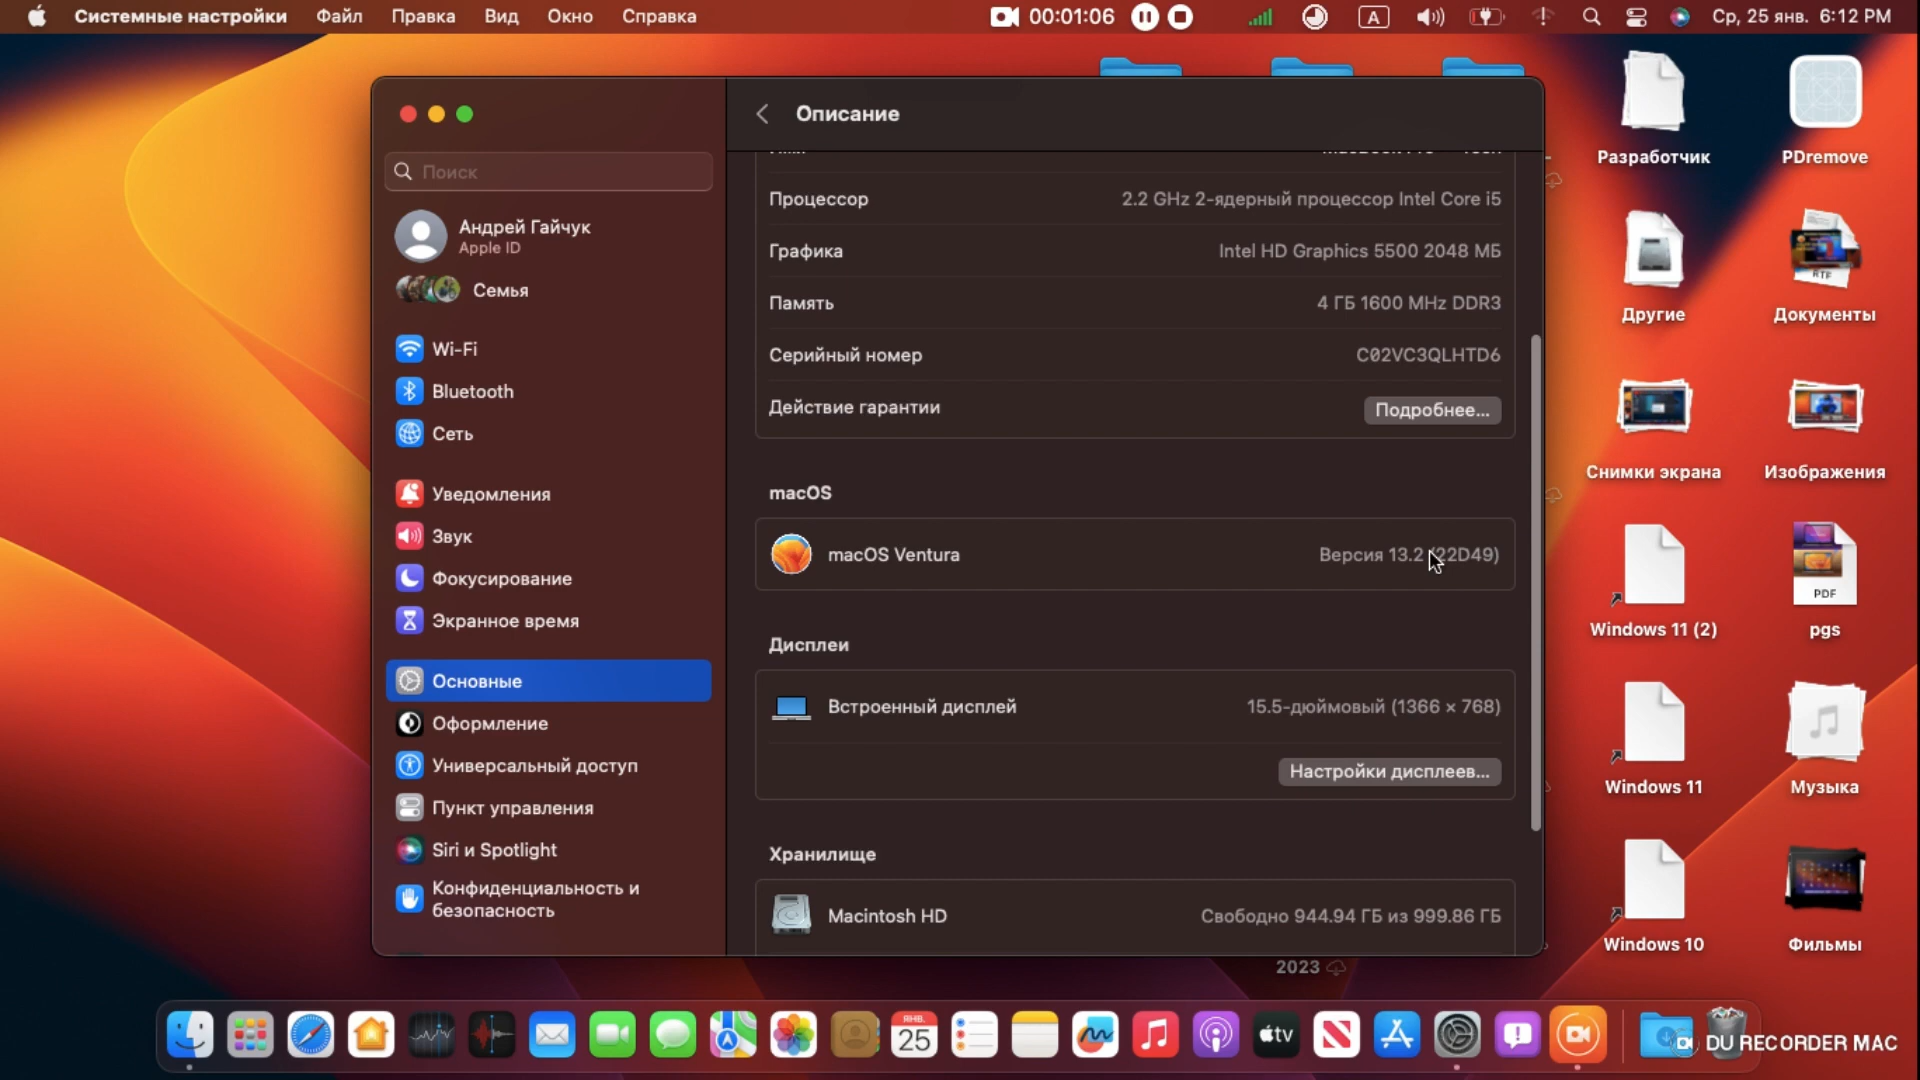 Системные настройки Файл Правка Вид Окно Справка 00:01:06 A Ср, 25 янв. 6:12 PM
Описание
Поиск
Андрей Гайчук
Apple ID
Семья
Wi-Fi
Bluetooth
Сеть
Уведомления
Звук
Фокусирование
Экранное время
Основные
Оформление
Универсальный доступ
Пункт управления
Siri и Spotlight
Конфиденциальность и
безопасность
Процессор 2.2 GHz 2-ядерный процессор Intel Core i5
Графика Intel HD Graphics 5500 2048 МБ
Память 4 ГБ 1600 MHz DDR3
Серийный номер C02VC3QLHTD6
Действие гарантии Подробнее...
macOS
macOS Ventura Версия 13.2 (22D49)
Дисплеи
Встроенный дисплей 15.5-дюймовый (1366 × 768)
Настройки дисплеев...
Хранилище
Macintosh HD Свободно 944.94 ГБ из 999.86 ГБ
2023
Разработчик PDremove
RTF
Другие Документы
Снимки экрана Изображения
PDF
Windows 11 (2) pgs
Windows 11 Музыка
Windows 10 Фильмы
ЯНВ.
25
tv
DU RECORDER MAC